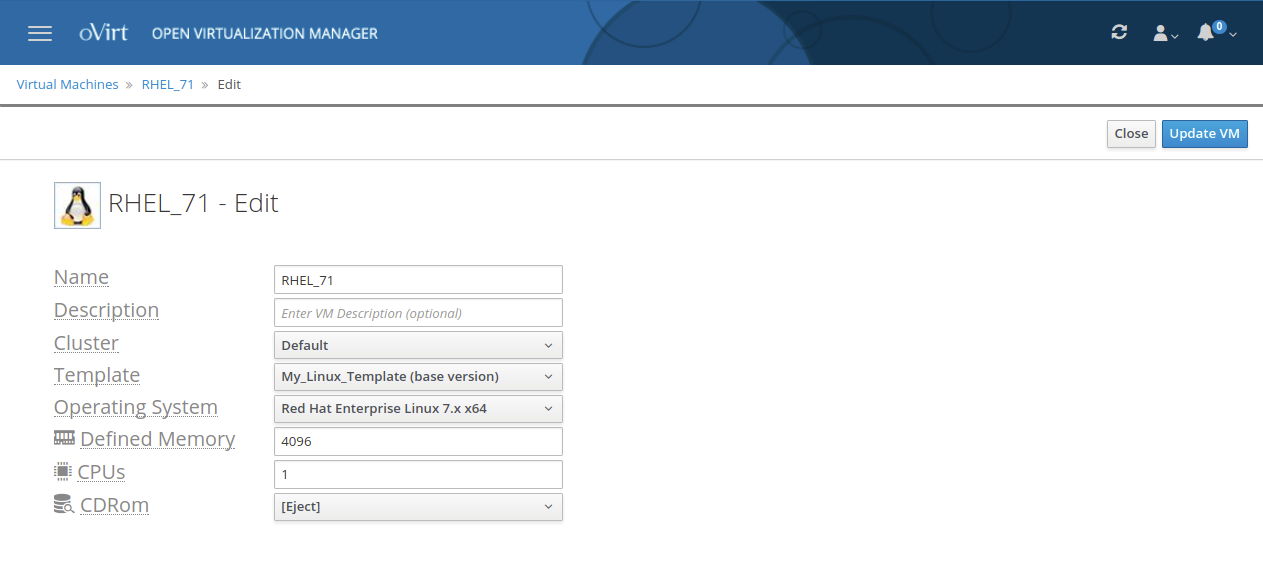 oVirt OPEN VIRTUALIZATION MANAGER 0
Virtual Machines » RHEL_71 » Edit
Close Update VM
RHEL_71 - Edit
Name RHEL_71
Description Enter VM Description (optional)
Cluster Default
Template My_Linux_Template (base version)
Operating System Red Hat Enterprise Linux 7.x x64
Defined Memory 4096
CPUs 1
CDRom [Eject]